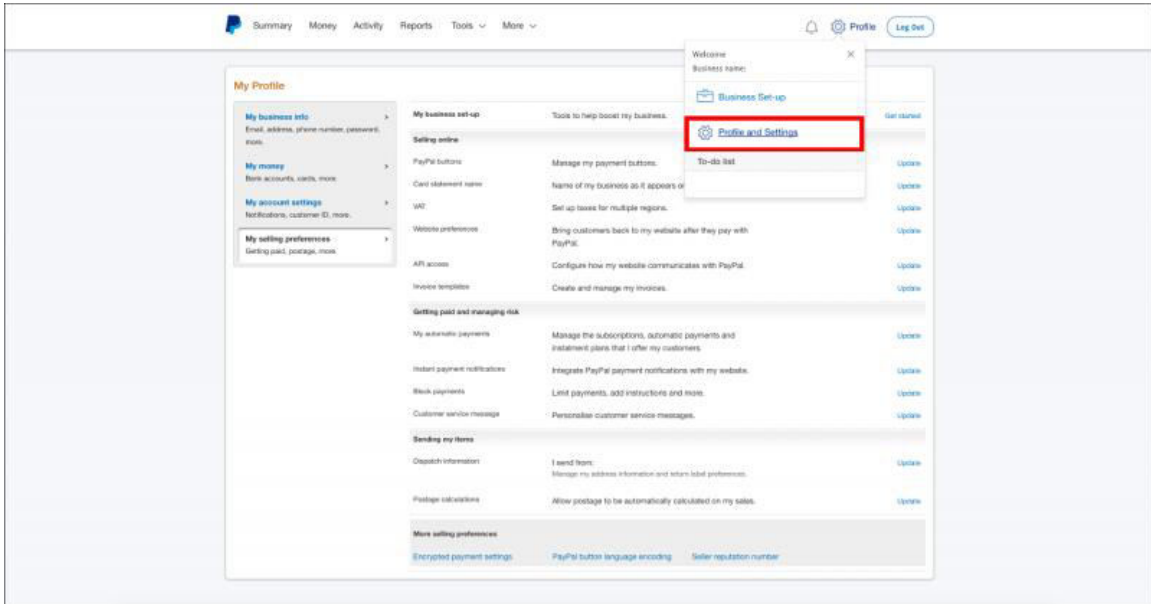 Summary Money Activity Reports Tools More Profile Log Out
Welcome
Business name:
Business Set-up
Profile and Settings
To-do list
My Profile
My business info
Email, address, phone number, password, more.
My money
Bank accounts, cards, more.
My account settings
Notifications, customer ID, more.
My selling preferences
Getting paid, postage, more.
My business set-up Tools to help boost my business. Get started
Selling online
PayPal buttons Manage my payment buttons. Update
Card statement name Name of my business as it appears Update
VAT Set up taxes for multiple regions. Update
Website preferences Bring customers back to my website after they pay with
PayPal. Update
API access Configure how my website communicates with PayPal. Update
Invoice templates Create and manage my invoices. Update
Getting paid and managing risk
My automatic payments Manage the subscriptions, automatic payments and
instalment plans that I offer my customers. Update
Instant payment notifications Integrate PayPal payment notifications with my website. Update
Block payments Limit payments, add instructions and more. Update
Customer service message Personalise customer service messages. Update
Sending my items
Dispatch information I send from: Update
Manage my address information and return label preferences.
Postage calculations Allow postage to be automatically calculated on my sales. Update
More selling preferences
Encrypted payment settings PayPal button language encoding Seller reputation number